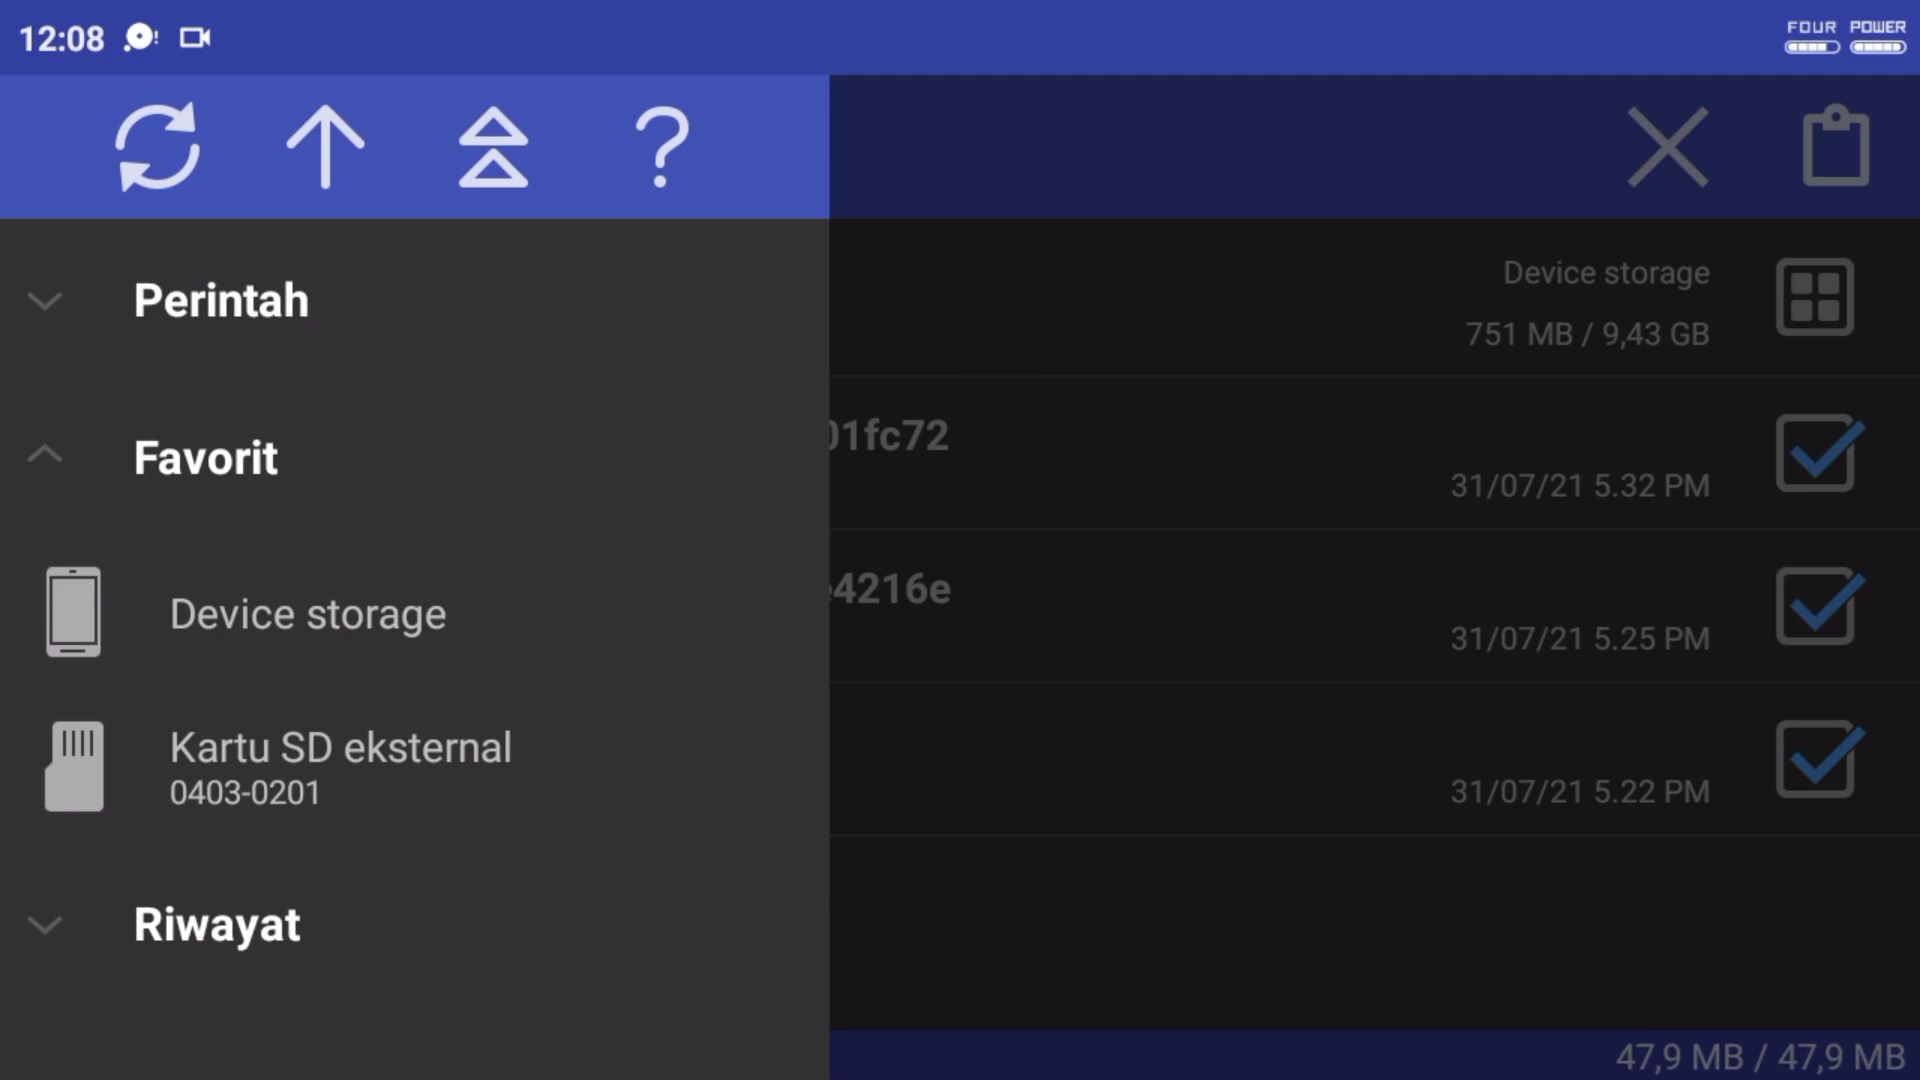 12:08
FOUR POWER
?
Perintah
Favorit
Device storage
Kartu SD eksternal
0403-0201
Riwayat
Device storage
751 MB / 9,43 GB
01fc72
31/07/21 5.32 PM
e4216e
31/07/21 5.25 PM
31/07/21 5.22 PM
47,9 MB / 47,9 MB